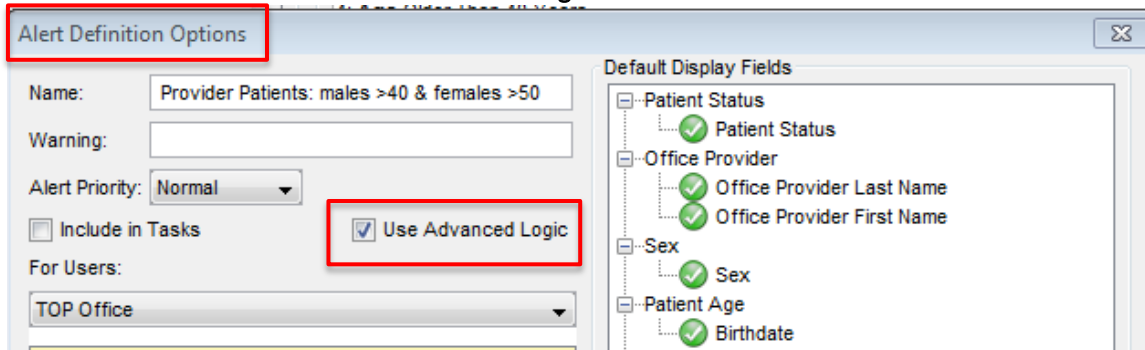 Alert Definition Options
Name: Provider Patients: males >40 & females >50
Warning:
Alert Priority: Normal
Include in Tasks
Use Advanced Logic
For Users:
TOP Office
Default Display Fields
Patient Status
Patient Status
Office Provider
Office Provider Last Name
Office Provider First Name
Sex
Sex
Patient Age
Birthdate